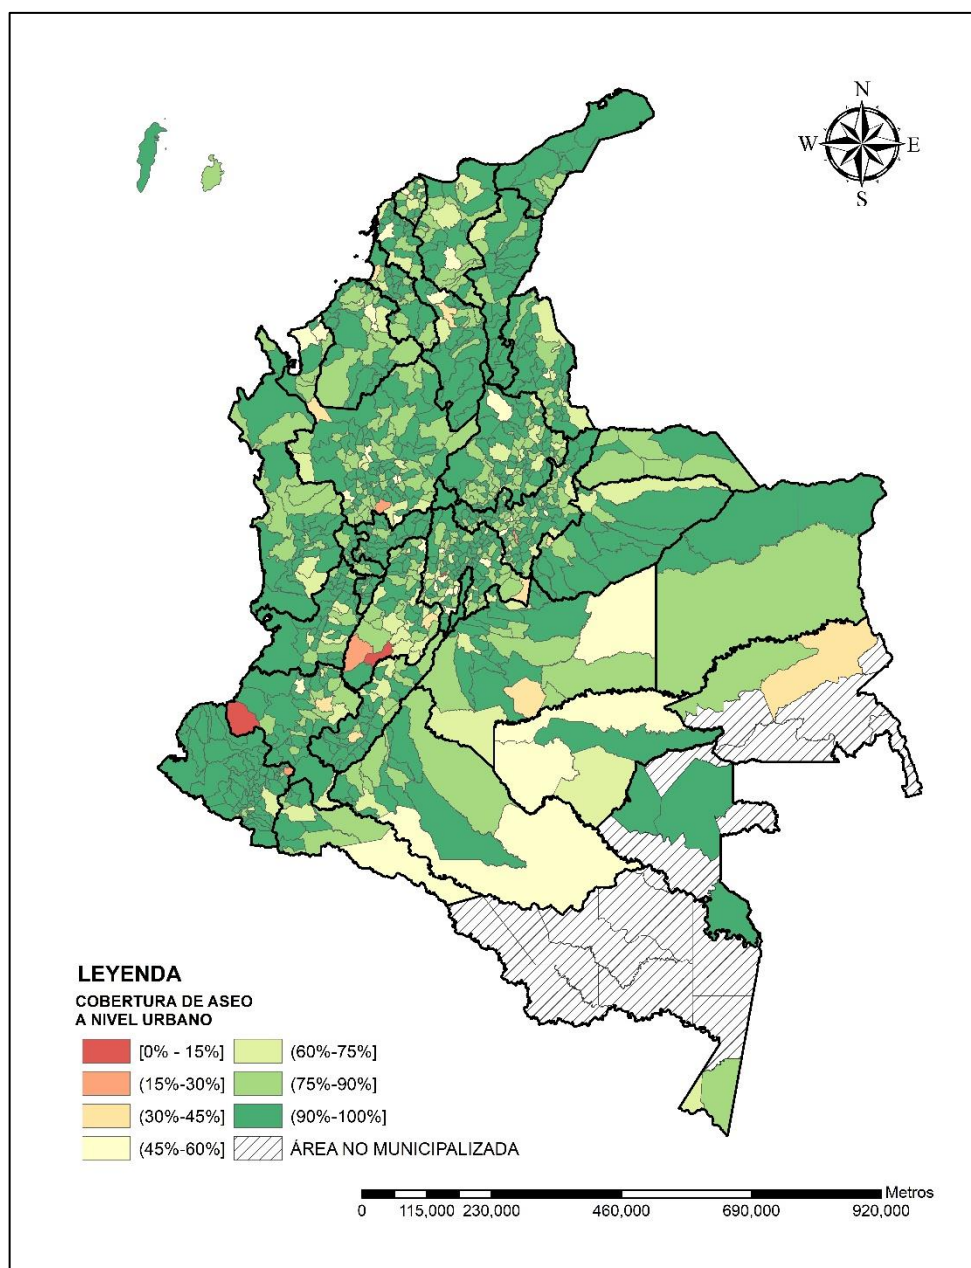 N
W E
S
LEYENDA
COBERTURA DE ASEO
A NIVEL URBANO
[0% - 15%] (60%-75%]
(15%-30%] (75%-90%]
(30%-45%] (90%-100%]
(45%-60%] ÁREA NO MUNICIPALIZADA
Metros
0 115,000 230,000 460,000 690,000 920,000